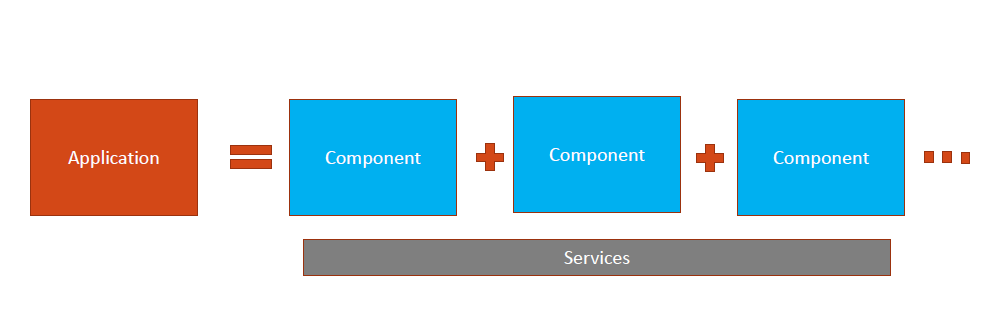 Application
Component
Component
Component
Services